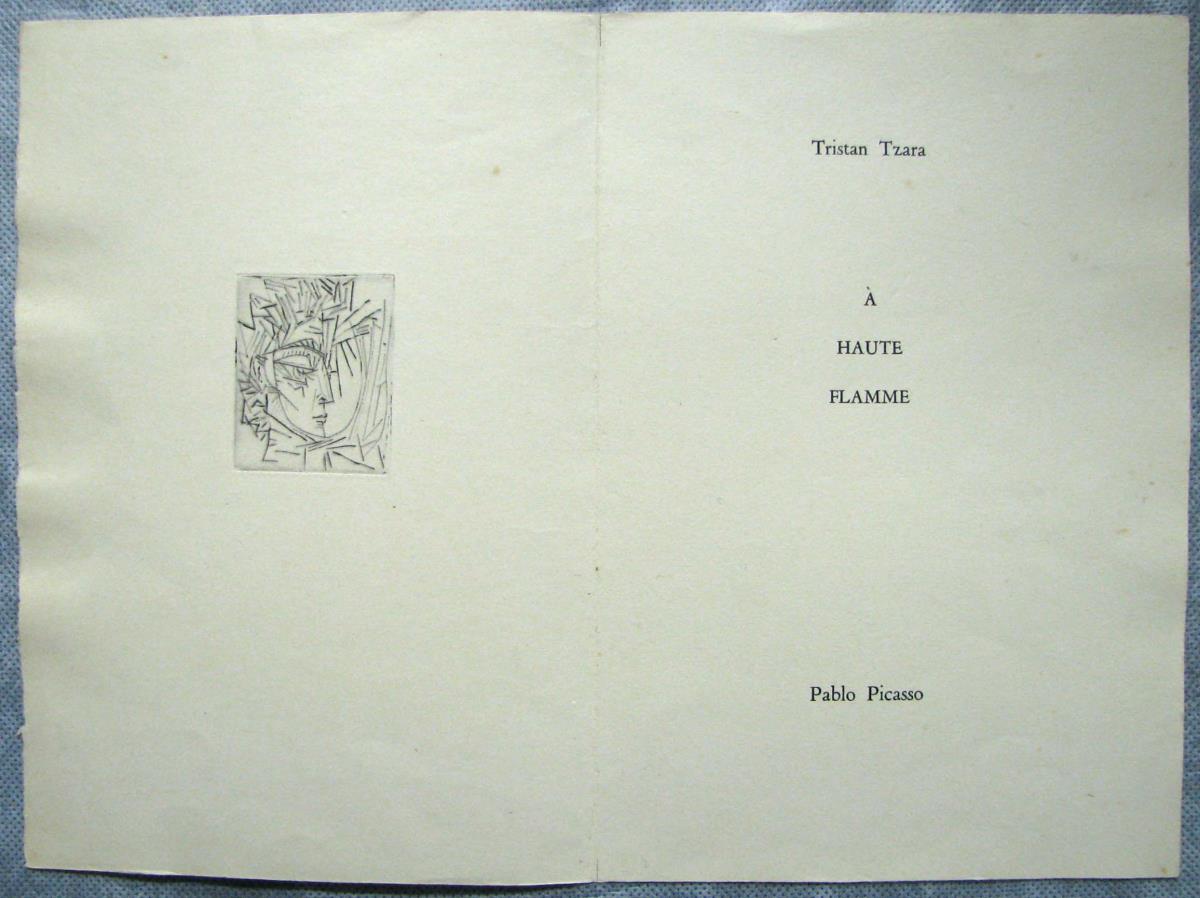 Tristan Tzara
À
HAUTE
FLAMME
Pablo Picasso